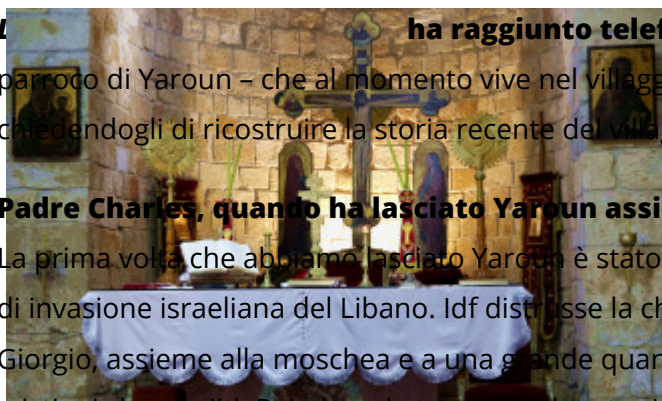 ha raggiunto telef
parroco di Yaroun – che al momento vive nel villagg
chiedendogli di ricostruire la storia recente del villag
Padre Charles, quando ha lasciato Yaroun assi
La prima volta che abbiamo lasciato Yaroun è stato
di invasione israeliana del Libano. Idf distrusse la ch
Giorgio, assieme alla moschea e a una grande quan